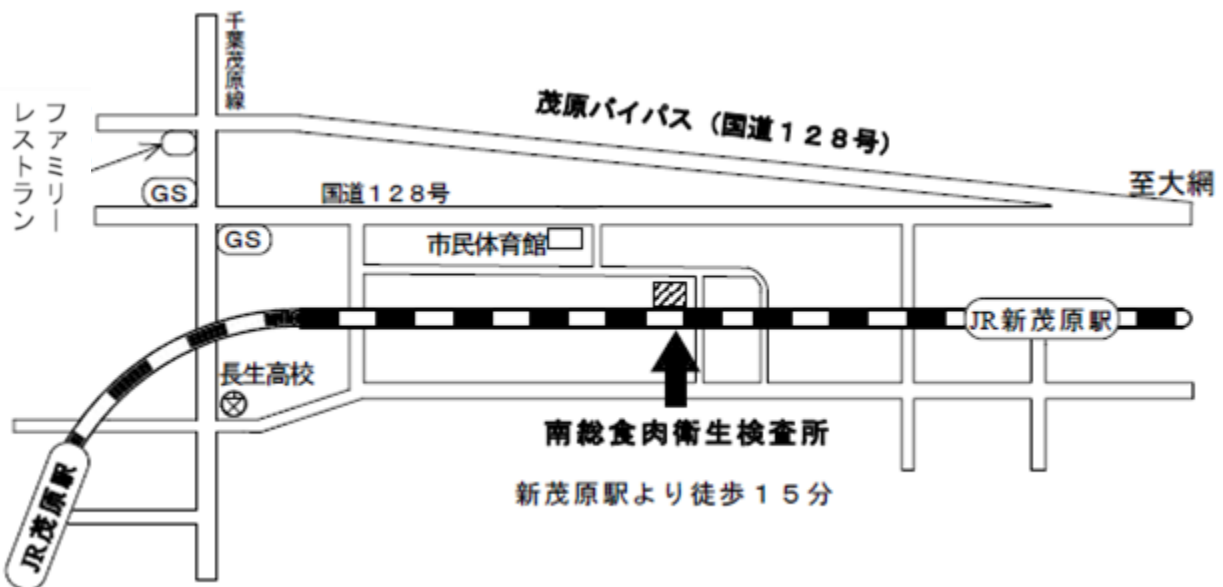 千葉茂原線
ファミリー
レストラン
茂原バイパス（国道１２８号）
至大網
GS
国道１２８号
GS
市民体育館
JR新茂原駅
長生高校
南総食肉衛生検査所
JR茂原駅
新茂原駅より徒歩１５分